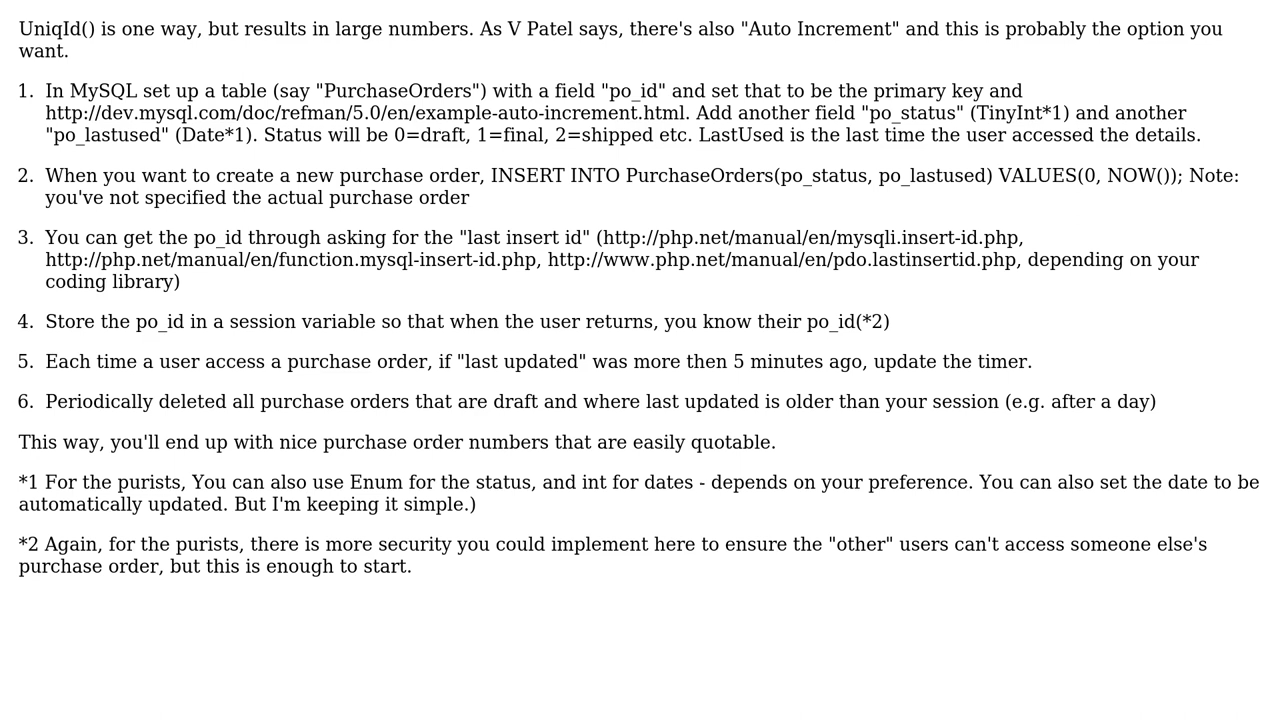 UniqId() is one way, but results in large numbers. As V Patel says, there's also "Auto Increment" and this is probably the option you
want.
1. In MySQL set up a table (say "PurchaseOrders") with a field "po_id" and set that to be the primary key and
http://dev.mysql.com/doc/refman/5.0/en/example-auto-increment.html. Add another field "po_status" (TinyInt*1) and another
"po_lastused" (Date*1). Status will be 0=draft, 1=final, 2=shipped etc. LastUsed is the last time the user accessed the details.
2. When you want to create a new purchase order, INSERT INTO PurchaseOrders(po_status, po_lastused) VALUES(0, NOW()); Note:
you've not specified the actual purchase order
3. You can get the po_id through asking for the "last insert id" (http://php.net/manual/en/mysqli.insert-id.php,
http://php.net/manual/en/function.mysql-insert-id.php, http://www.php.net/manual/en/pdo.lastinsertid.php, depending on your
coding library)
4. Store the po_id in a session variable so that when the user returns, you know their po_id(*2)
5. Each time a user access a purchase order, if "last updated" was more then 5 minutes ago, update the timer.
6. Periodically deleted all purchase orders that are draft and where last updated is older than your session (e.g. after a day)
This way, you'll end up with nice purchase order numbers that are easily quotable.
*1 For the purists, You can also use Enum for the status, and int for dates - depends on your preference. You can also set the date to be
automatically updated. But I'm keeping it simple.)
*2 Again, for the purists, there is more security you could implement here to ensure the "other" users can't access someone else's
purchase order, but this is enough to start.